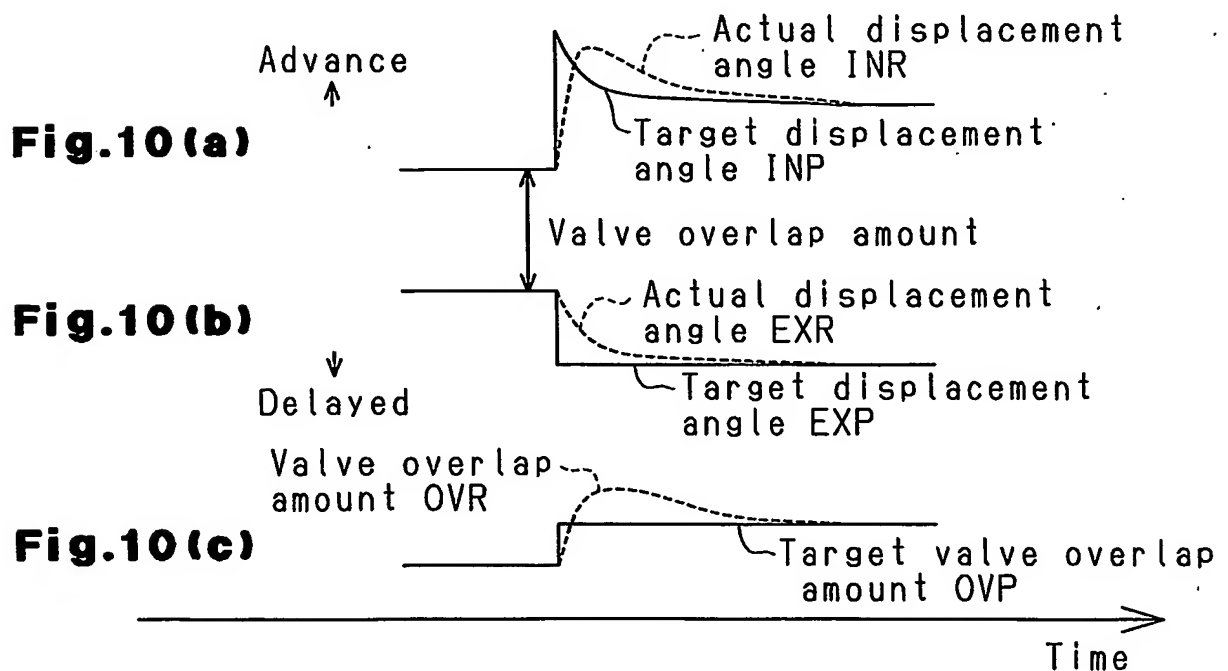 Actual displacement
angle INR
Advance
Fig.10(a)
Target displacement
angle INP
Valve overlap amount
Actual displacement
angle EXR
Fig.10(b)
Target displacement
angle EXP
Delayed
Valve overlap
amount OVR
Fig.10(c)
Target valve overlap
amount OVP
Time